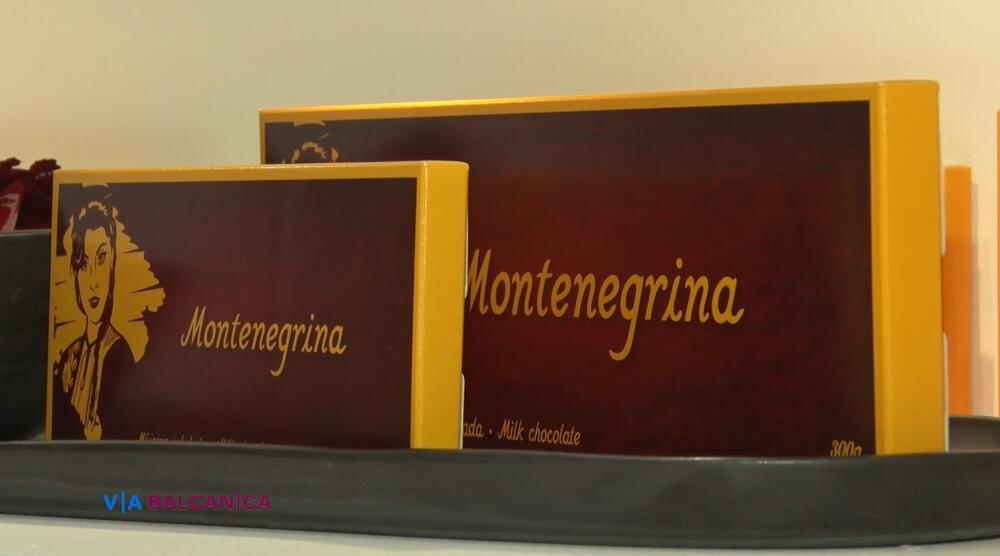 Montenegrina
Montenegrina
ada • Milk chocolate
300g
V|A BALCAN|CA